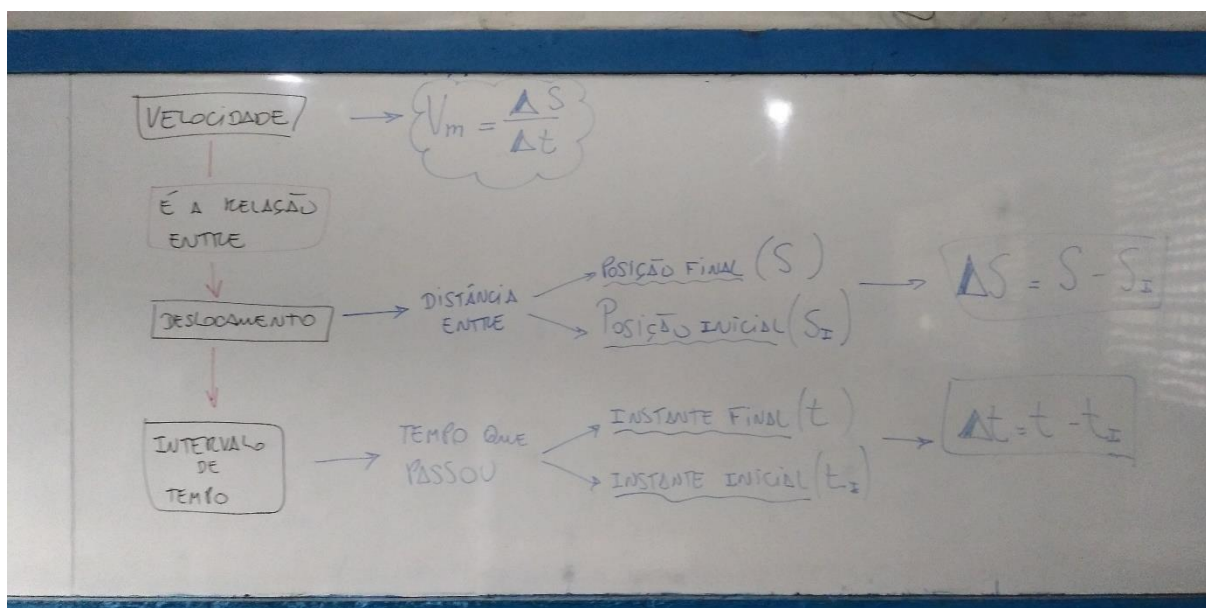 VELOCIDADE → Vm = ΔS/Δt
É A RELAÇÃO
ENTRE
DESLOCAMENTO → DISTÂNCIA
ENTRE
POSIÇÃO FINAL (S)
POSIÇÃO INICIAL (SI)
→ ΔS = S - SI
INTERVALO
DE
TEMPO
→ TEMPO QUE
PASSOU
INSTANTE FINAL (t)
INSTANTE INICIAL (tI)
→ Δt = t - tI